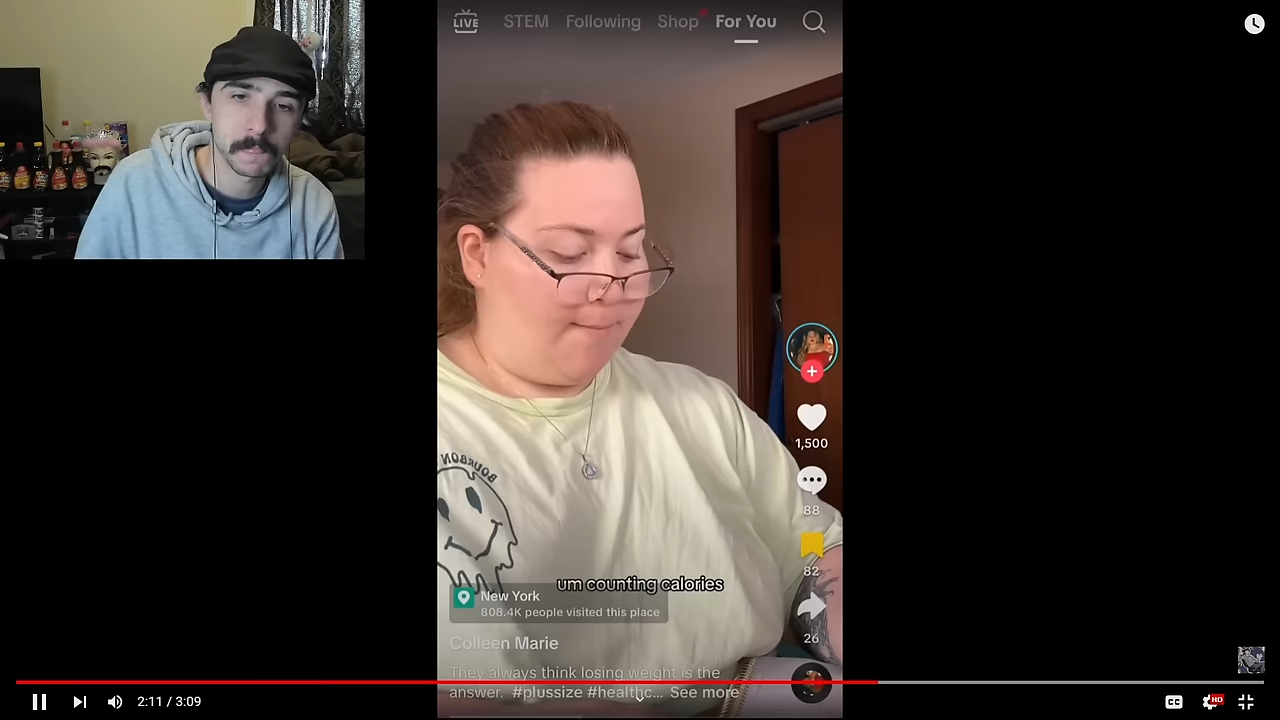 LIVE STEM Following Shop For You
BOURBON
1,500
88
um counting calories
82
New York
808.4K people visited this place
26
Colleen Marie
They always think losing weight is the
answer. #plussize #healthc... See more
2:11 / 3:09
CC HD